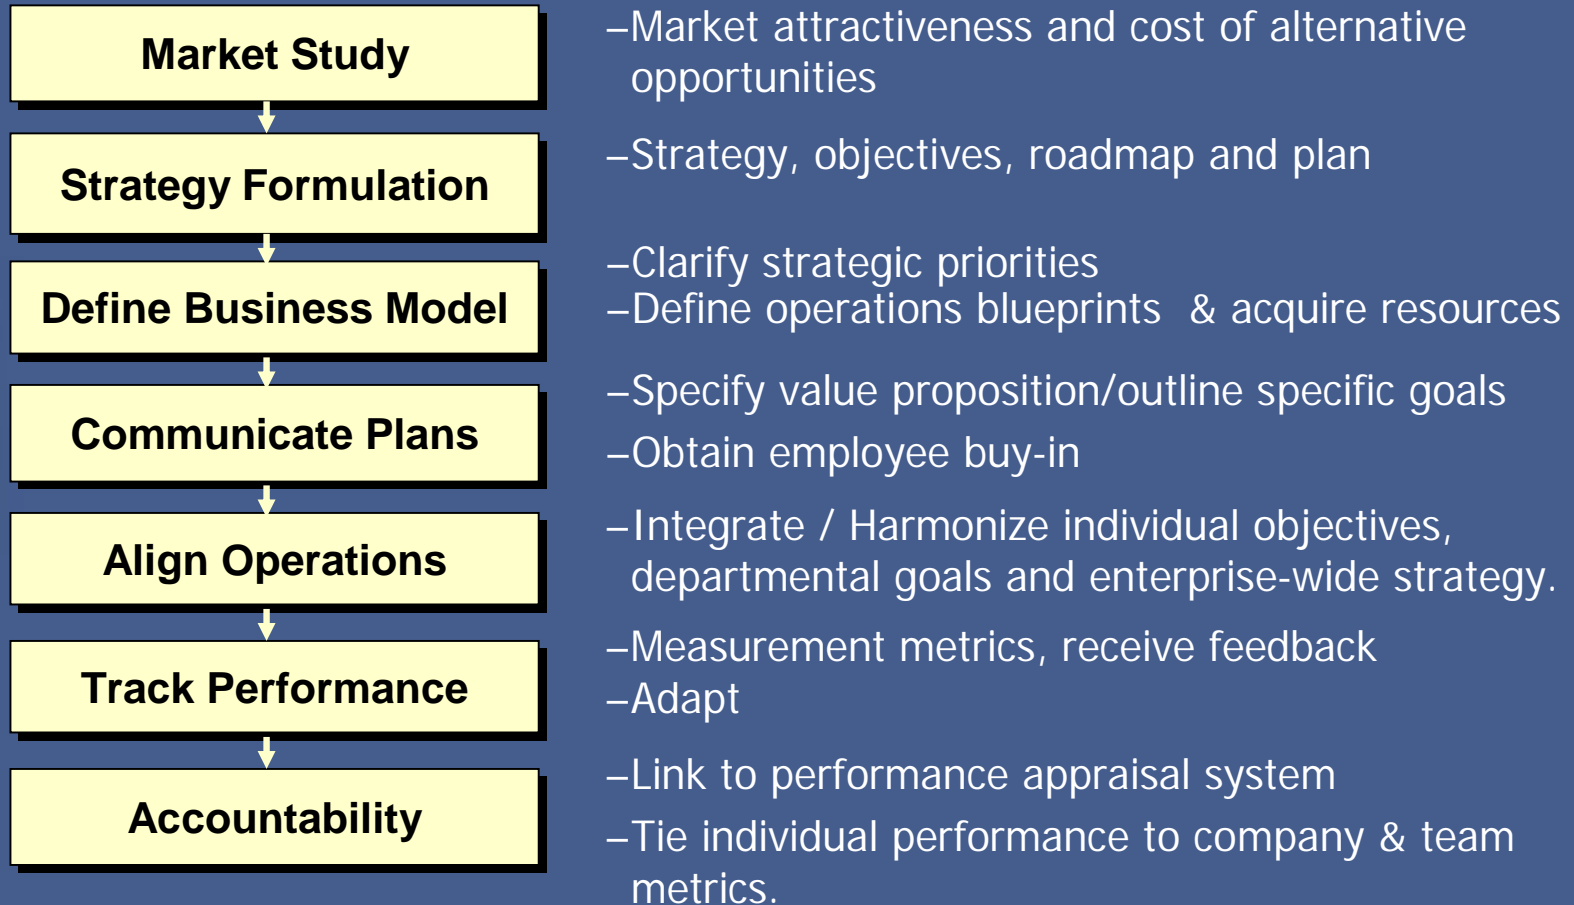 Market Study
–Market attractiveness and cost of alternative
opportunities
Strategy Formulation
–Strategy, objectives, roadmap and plan
Define Business Model
–Clarify strategic priorities
–Define operations blueprints  & acquire resources
Communicate Plans
–Specify value proposition/outline specific goals
–Obtain employee buy-in
Align Operations
–Integrate / Harmonize individual objectives,
departmental goals and enterprise-wide strategy.
Track Performance
–Measurement metrics, receive feedback
–Adapt
Accountability
–Link to performance appraisal system
–Tie individual performance to company & team
metrics.